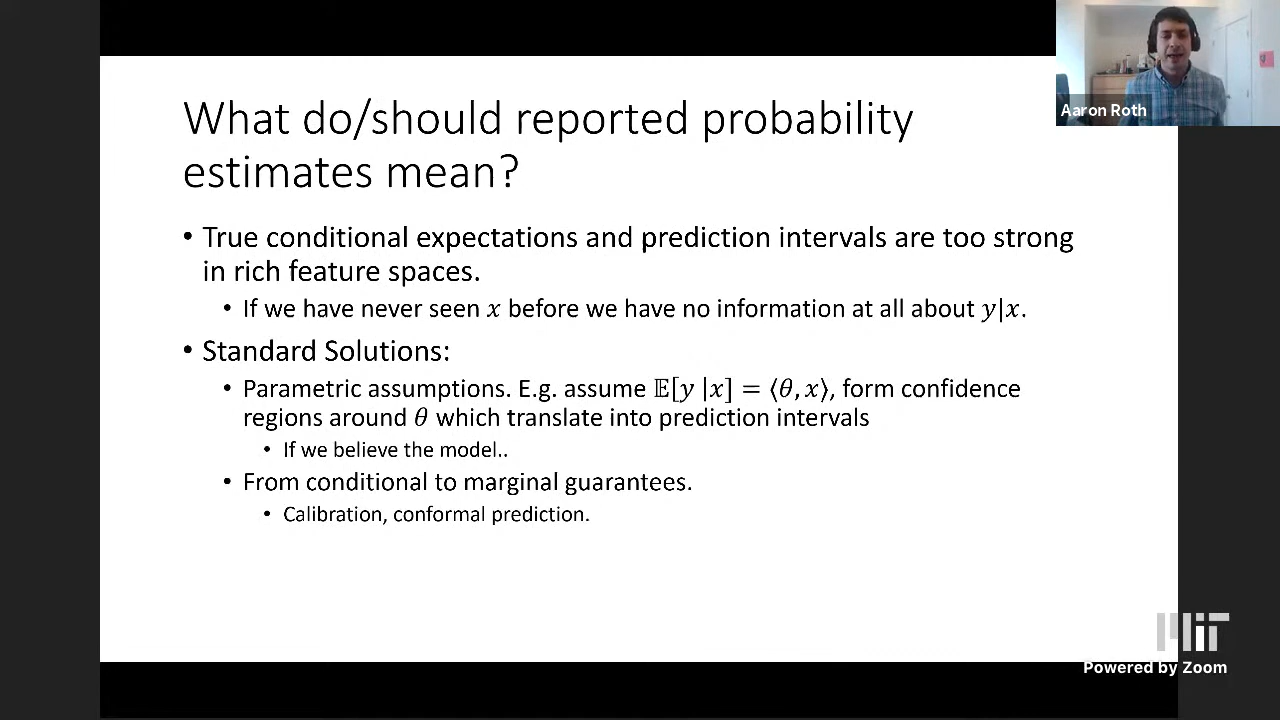 What do/should reported probability
estimates mean?
• True conditional expectations and prediction intervals are too strong
in rich feature spaces.
• If we have never seen x before we have no information at all about y|x.
• Standard Solutions:
• Parametric assumptions. E.g. assume 𝔼[y |x] = ⟨θ, x⟩, form confidence
regions around θ which translate into prediction intervals
• If we believe the model..
• From conditional to marginal guarantees.
• Calibration, conformal prediction.
Aaron Roth
MIT
Powered by Zoom